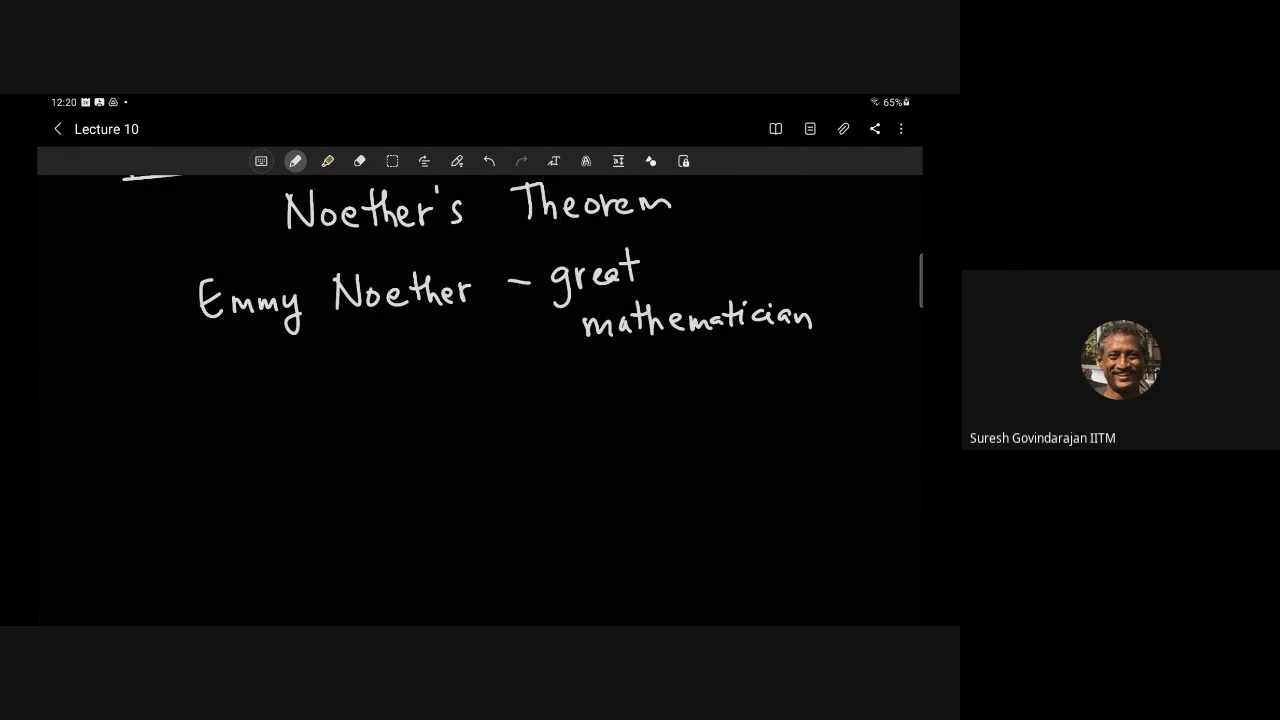 12:20
65%
Lecture 10
Noether's Theorem
Emmy Noether - great
mathematician
Suresh Govindarajan IITM